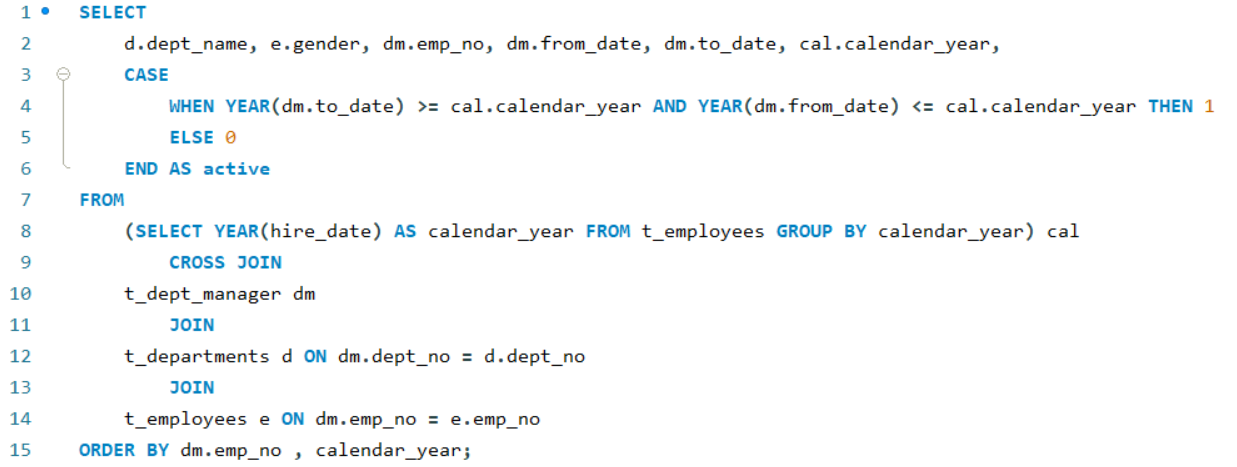 1 SELECT
2 d.dept_name, e.gender, dm.emp_no, dm.from_date, dm.to_date, cal.calendar_year,
3 CASE
4 WHEN YEAR(dm.to_date) >= cal.calendar_year AND YEAR(dm.from_date) <= cal.calendar_year THEN 1
5 ELSE 0
6 END AS active
7 FROM
8 (SELECT YEAR(hire_date) AS calendar_year FROM t_employees GROUP BY calendar_year) cal
9 CROSS JOIN
10 t_dept_manager dm
11 JOIN
12 t_departments d ON dm.dept_no = d.dept_no
13 JOIN
14 t_employees e ON dm.emp_no = e.emp_no
15 ORDER BY dm.emp_no , calendar_year;